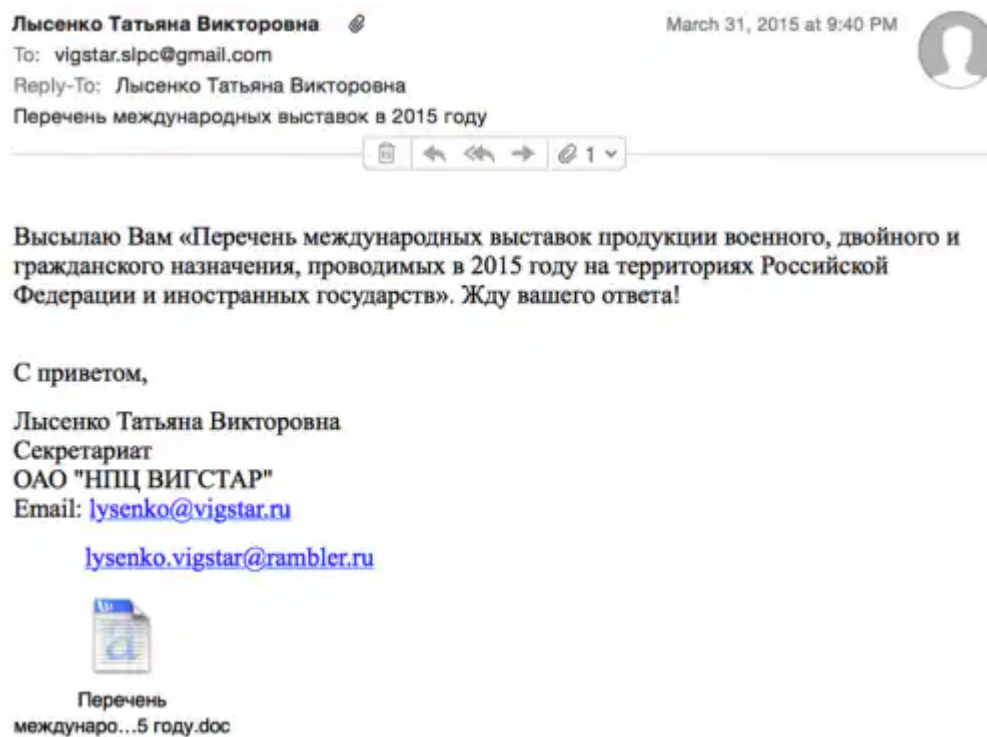 Лысенко Татьяна Викторовна
March 31, 2015 at 9:40 PM
To: vigstar.slpc@gmail.com
Reply-To: Лысенко Татьяна Викторовна
Перечень международных выставок в 2015 году
1
Высылаю Вам «Перечень международных выставок продукции военного, двойного и
гражданского назначения, проводимых в 2015 году на территориях Российской
Федерации и иностранных государств». Жду вашего ответа!
С приветом,
Лысенко Татьяна Викторовна
Секретариат
ОАО "НПЦ ВИГСТАР"
Email: lysenko@vigstar.ru
lysenko.vigstar@rambler.ru
Перечень
междунаро...5 году.doc